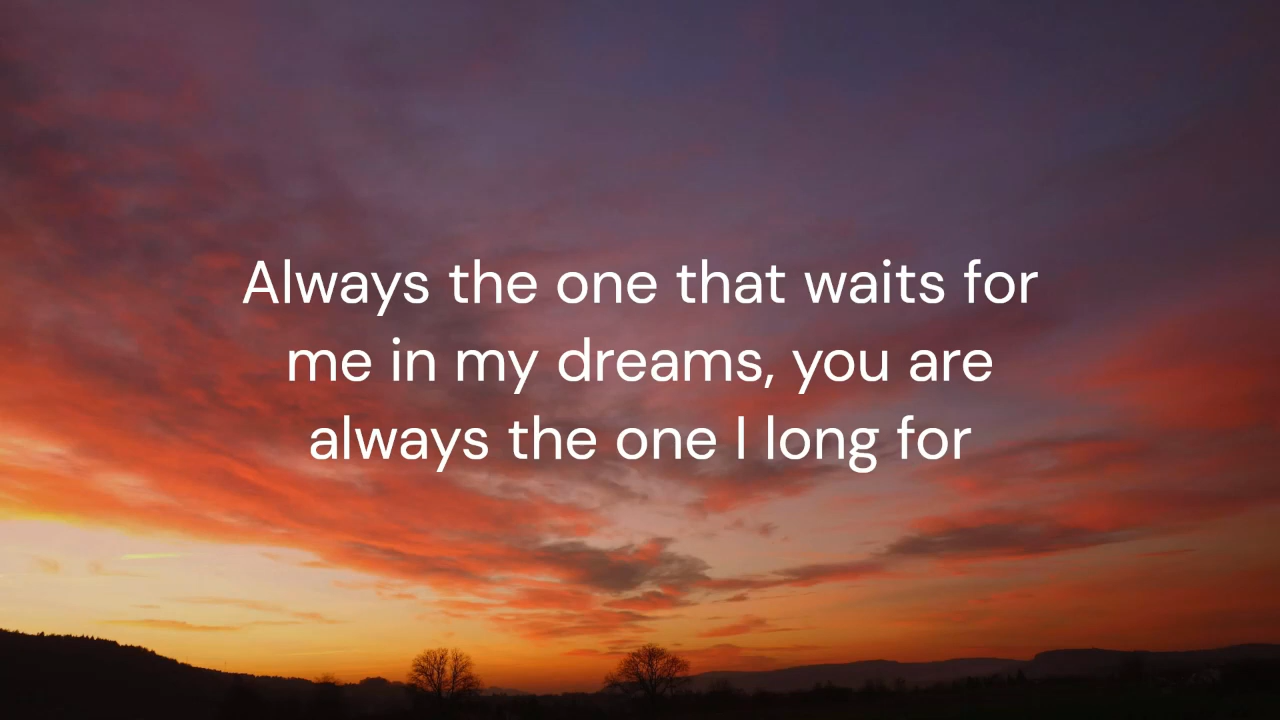 Always the one that waits for
me in my dreams, you are
always the one I long for